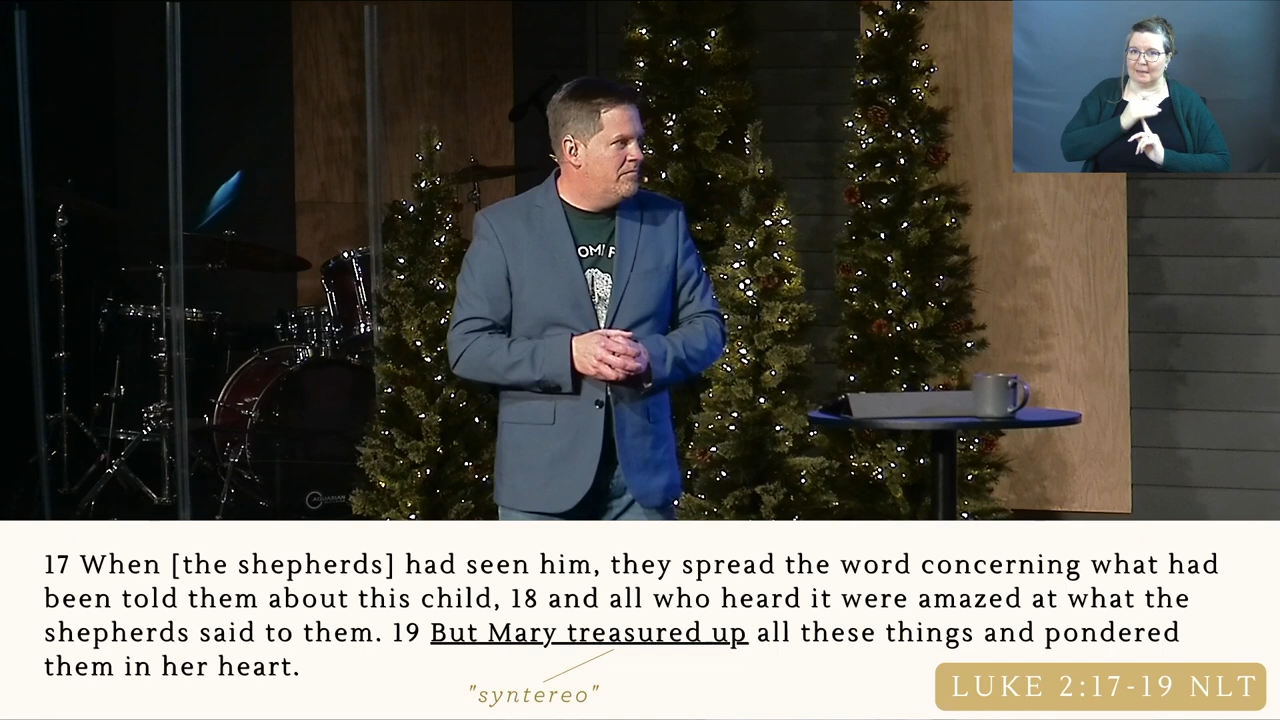 OME F
AQUARIAN
17 When [the shepherds] had seen him, they spread the word concerning what had
been told them about this child, 18 and all who heard it were amazed at what the
shepherds said to them. 19 But Mary treasured up all these things and pondered
them in her heart.
"syntereo"
LUKE 2:17-19 NLT